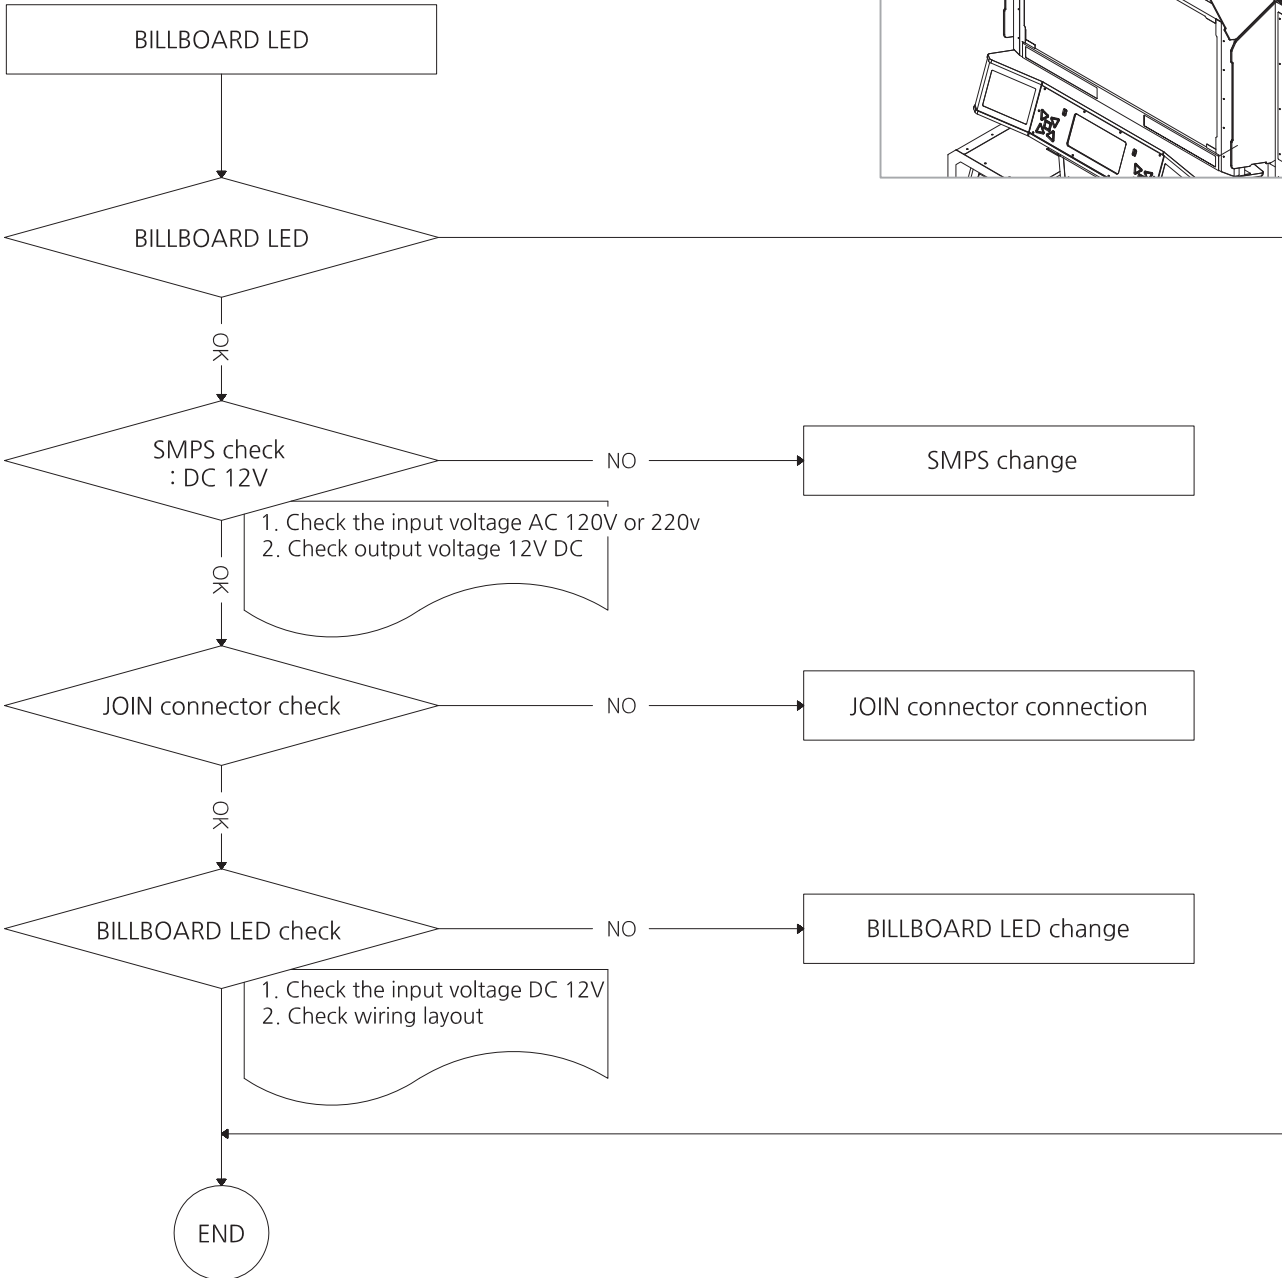 BILLBOARD LED
BILLBOARD LED
OK
SMPS check
: DC 12V
NO
SMPS change
1. Check the input voltage AC 120V or 220v
2. Check output voltage 12V DC
OK
JOIN connector check
NO
JOIN connector connection
OK
BILLBOARD LED check
NO
BILLBOARD LED change
1. Check the input voltage DC 12V
2. Check wiring layout
END